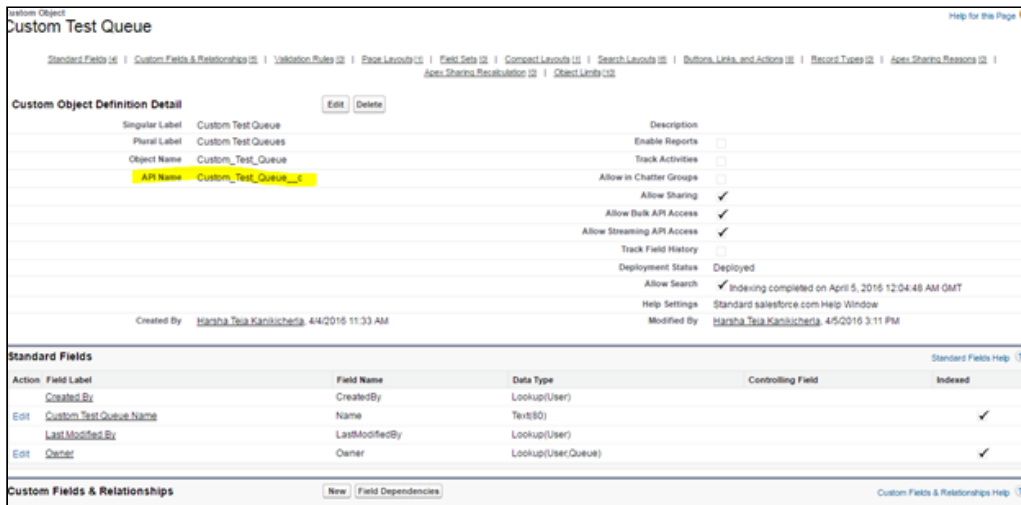 Custom Object
Custom Test Queue
Help for this Page
Standard Fields [4] | Custom Fields & Relationships [5] | Validation Rules [0] | Page Layouts [1] | Field Sets [0] | Compact Layouts [1] | Search Layouts [6] | Buttons, Links, and Actions [8] | Record Types [0] | Apex Sharing Reasons [0] |
Apex Sharing Recalculation [0] | Object Limits [10]
Custom Object Definition Detail Edit Delete
Singular Label Custom Test Queue Description
Plural Label Custom Test Queues Enable Reports
Object Name Custom_Test_Queue Track Activities
API Name Custom_Test_Queue__c Allow in Chatter Groups
Allow Sharing ✓
Allow Bulk API Access ✓
Allow Streaming API Access ✓
Track Field History
Deployment Status Deployed
Allow Search ✓ Indexing completed on April 5, 2016 12:04:48 AM GMT
Help Settings Standard salesforce.com Help Window
Created By Harsha Teja Kanikicherla, 4/4/2016 11:33 AM Modified By Harsha Teja Kanikicherla, 4/5/2016 3:11 PM
Standard Fields Standard Fields Help
Action Field Label Field Name Data Type Controlling Field Indexed
Created By CreatedBy Lookup(User)
Edit Custom Test Queue Name Name Text(80) ✓
Last Modified By LastModifiedBy Lookup(User)
Edit Owner Owner Lookup(User,Queue) ✓
Custom Fields & Relationships New Field Dependencies Custom Fields & Relationships Help